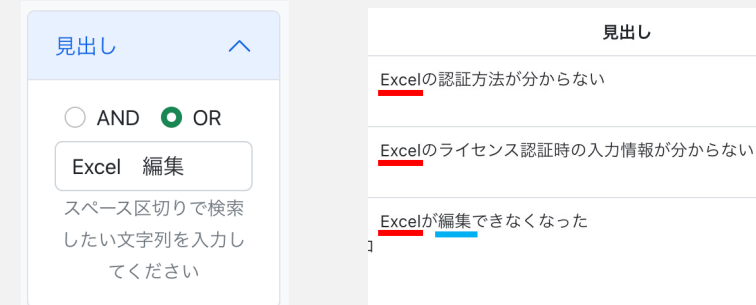 見出し
AND OR
Excel 編集
スペース区切りで検索
したい文字列を入力し
てください
見出し
Excelの認証方法が分からない
Excelのライセンス認証時の入力情報が分からない
Excelが編集できなくなった